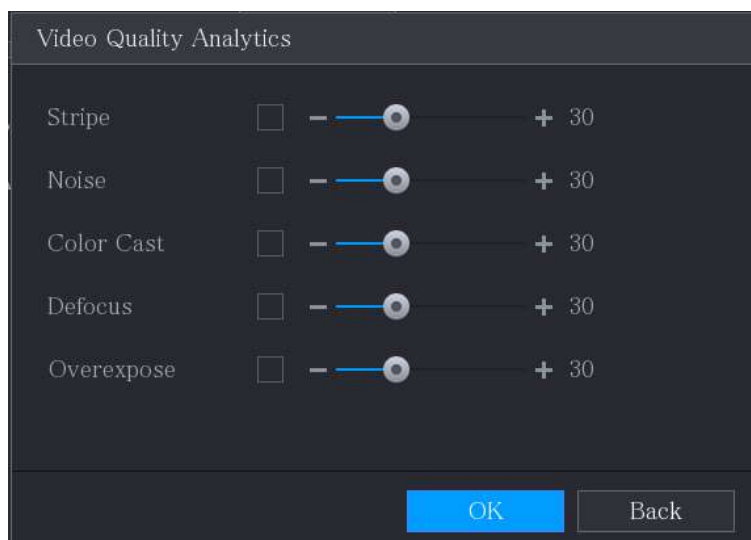 Video Quality Analytics
Stripe 30
Noise 30
Color Cast 30
Defocus 30
Overexpose 30
OK Back